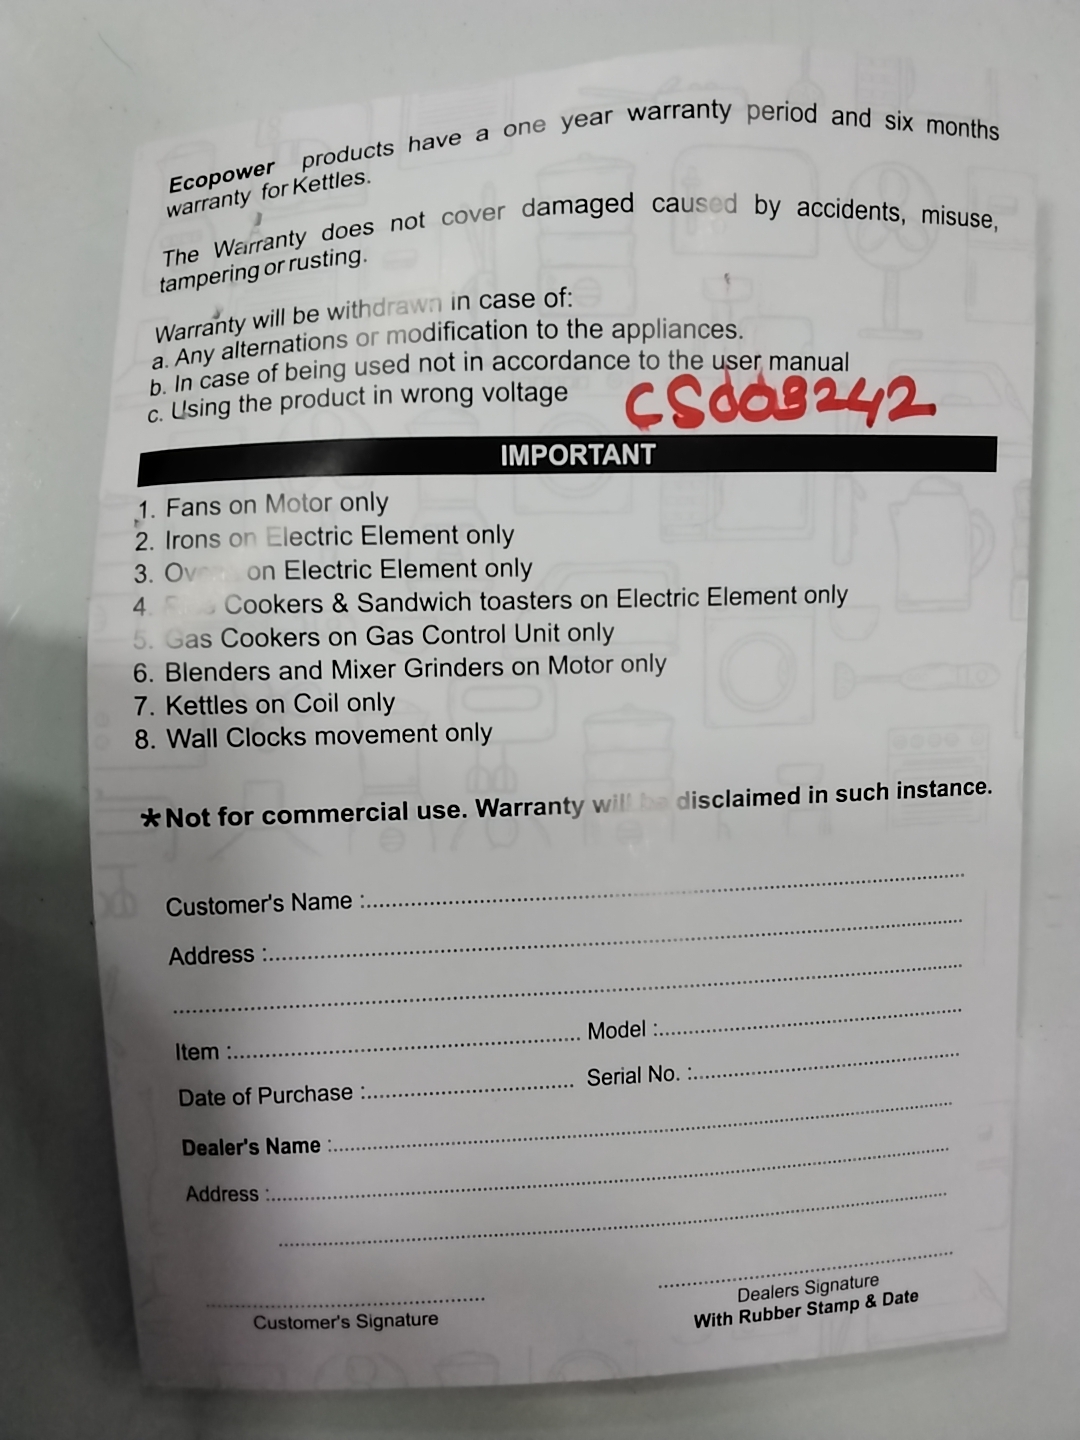 Ecopower products have a one year warranty period and six months
warranty for Kettles.
The Warranty does not cover damaged caused by accidents, misuse,
tampering or rusting.
Warranty will be withdrawn in case of:
a. Any alternations or modification to the appliances.
b. In case of being used not in accordance to the user manual
c. Using the product in wrong voltage
CS003242
IMPORTANT
1. Fans on Motor only
2. Irons on Electric Element only
3. on Electric Element only
4. Cookers & Sandwich toasters on Electric Element only
5. Gas Cookers on Gas Control Unit only
6. Blenders and Mixer Grinders on Motor only
7. Kettles on Coil only
8. Wall Clocks movement only
*Not for commercial use. Warranty will be disclaimed in such instance.
Customer's Name :
Address :
Item : Model :
Date of Purchase : Serial No. :
Dealer's Name :
Address :
Customer's Signature
Dealers Signature
With Rubber Stamp & Date